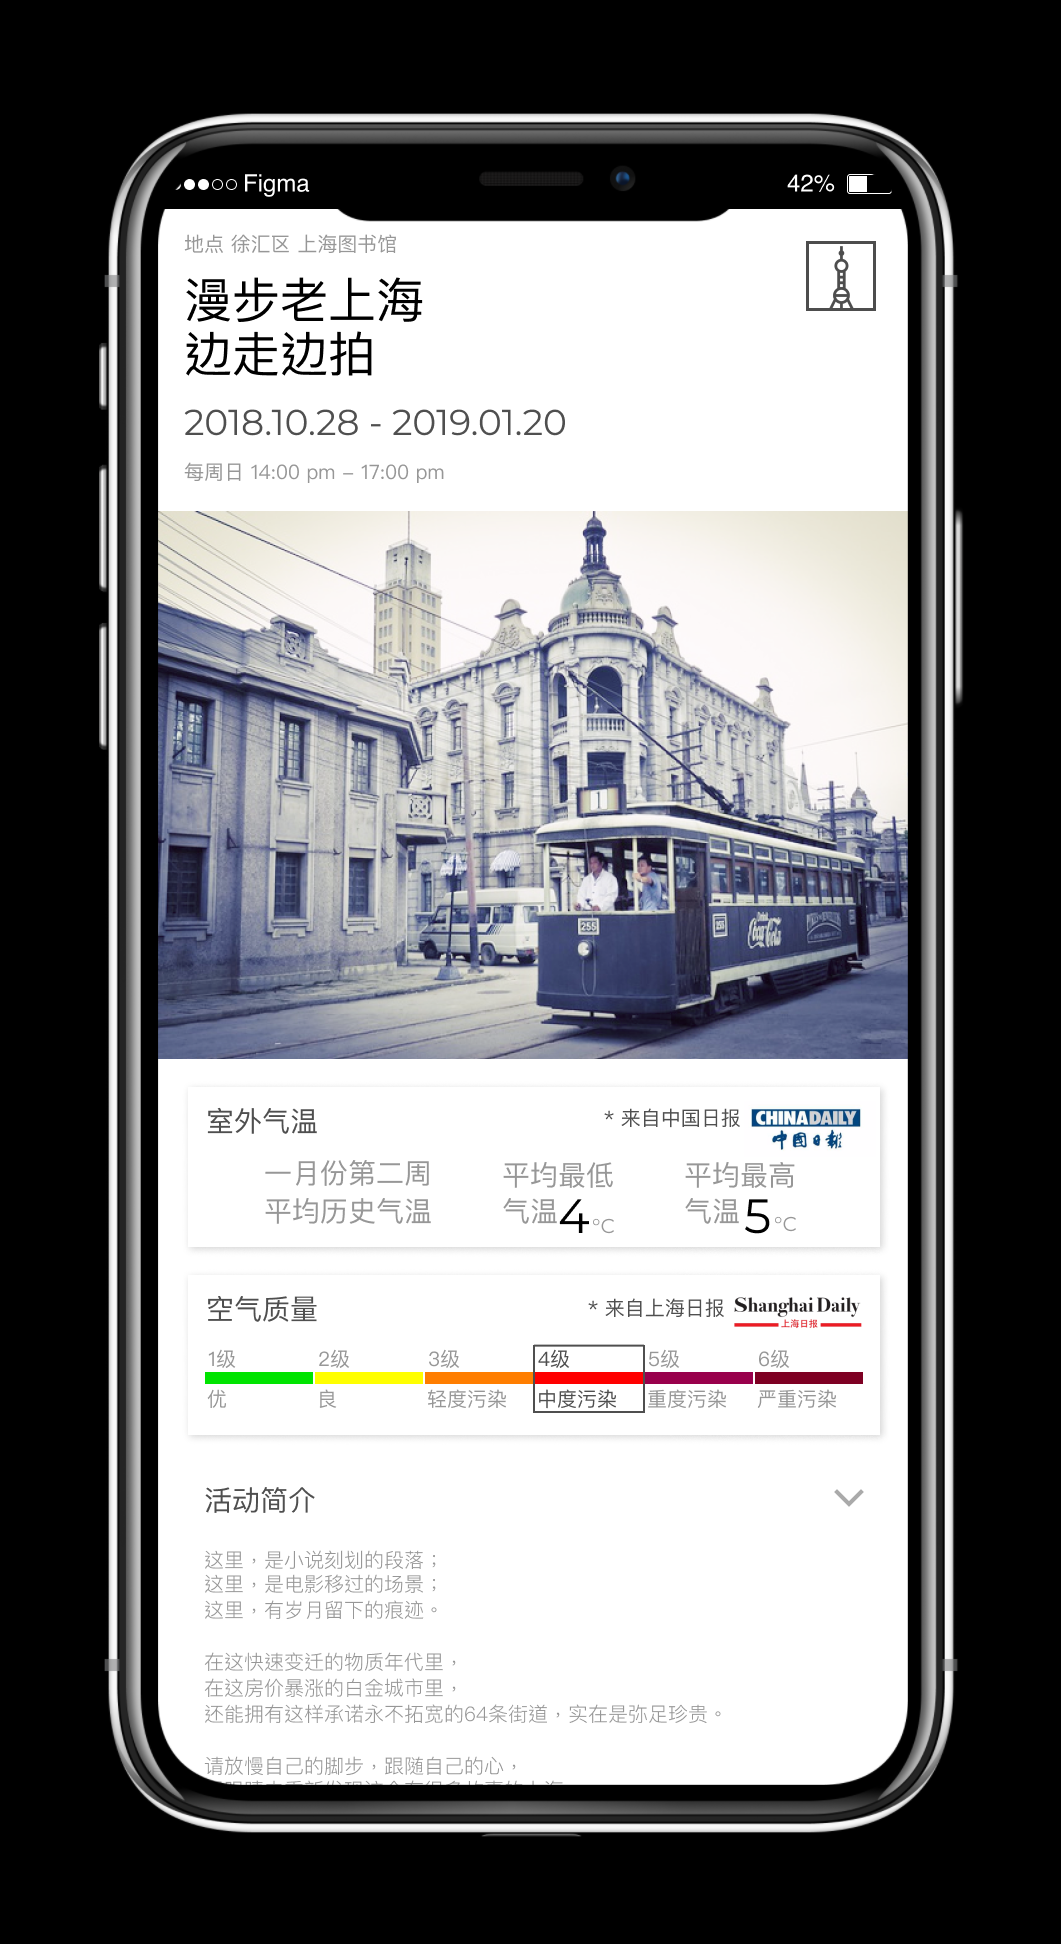 Figma
42%
地点 徐汇区 上海图书馆
漫步老上海
边走边拍
2018.10.28 - 2019.01.20
每周日 14:00 pm – 17:00 pm
1
255
255
Drink
Coca-Cola
室外气温
* 来自中国日报
CHINADAILY
中國日報
一月份第二周
平均历史气温
平均最低
气温4°C
平均最高
气温5°C
空气质量
* 来自上海日报
Shanghai Daily
上海日报
1级 2级 3级 4级 5级 6级
优 良 轻度污染 中度污染 重度污染 严重污染
活动简介
这里，是小说刻划的段落；
这里，是电影移过的场景；
这里，有岁月留下的痕迹。
在这快速变迁的物质年代里，
在这房价暴涨的白金城市里，
还能拥有这样承诺永不拓宽的64条街道，实在是弥足珍贵。
请放慢自己的脚步，跟随自己的心，